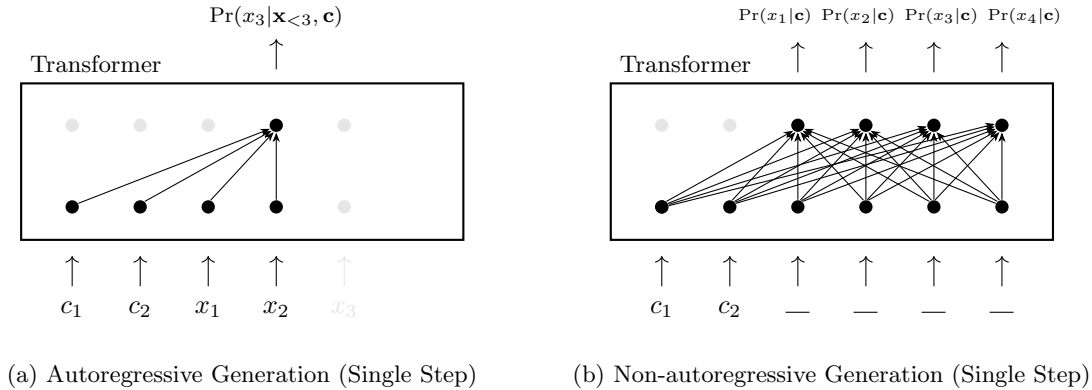 Pr(x₃|𝐱<₃, 𝐜)
Transformer
c₁ c₂ x₁ x₂ x₃
(a) Autoregressive Generation (Single Step)
Pr(x₁|𝐜) Pr(x₂|𝐜) Pr(x₃|𝐜) Pr(x₄|𝐜)
Transformer
c₁ c₂ — — — —
(b) Non-autoregressive Generation (Single Step)